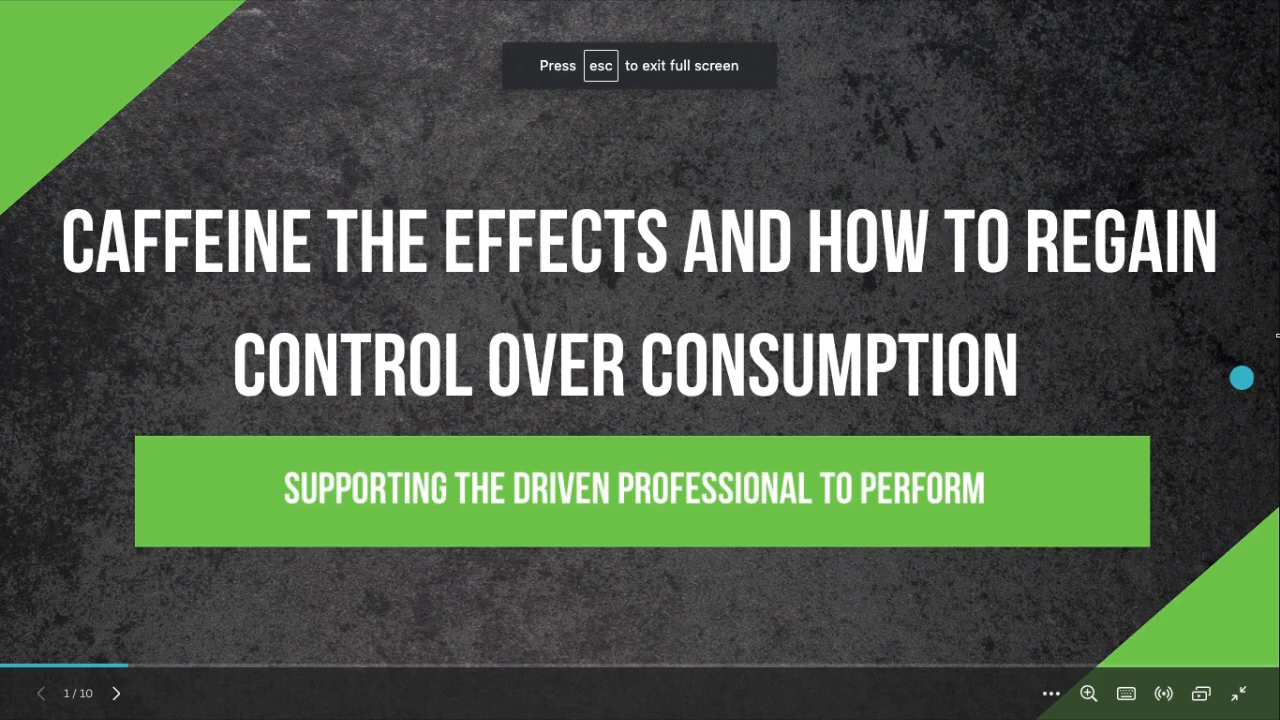 Press esc to exit full screen
CAFFEINE THE EFFECTS AND HOW TO REGAIN
CONTROL OVER CONSUMPTION
SUPPORTING THE DRIVEN PROFESSIONAL TO PERFORM
1 / 10